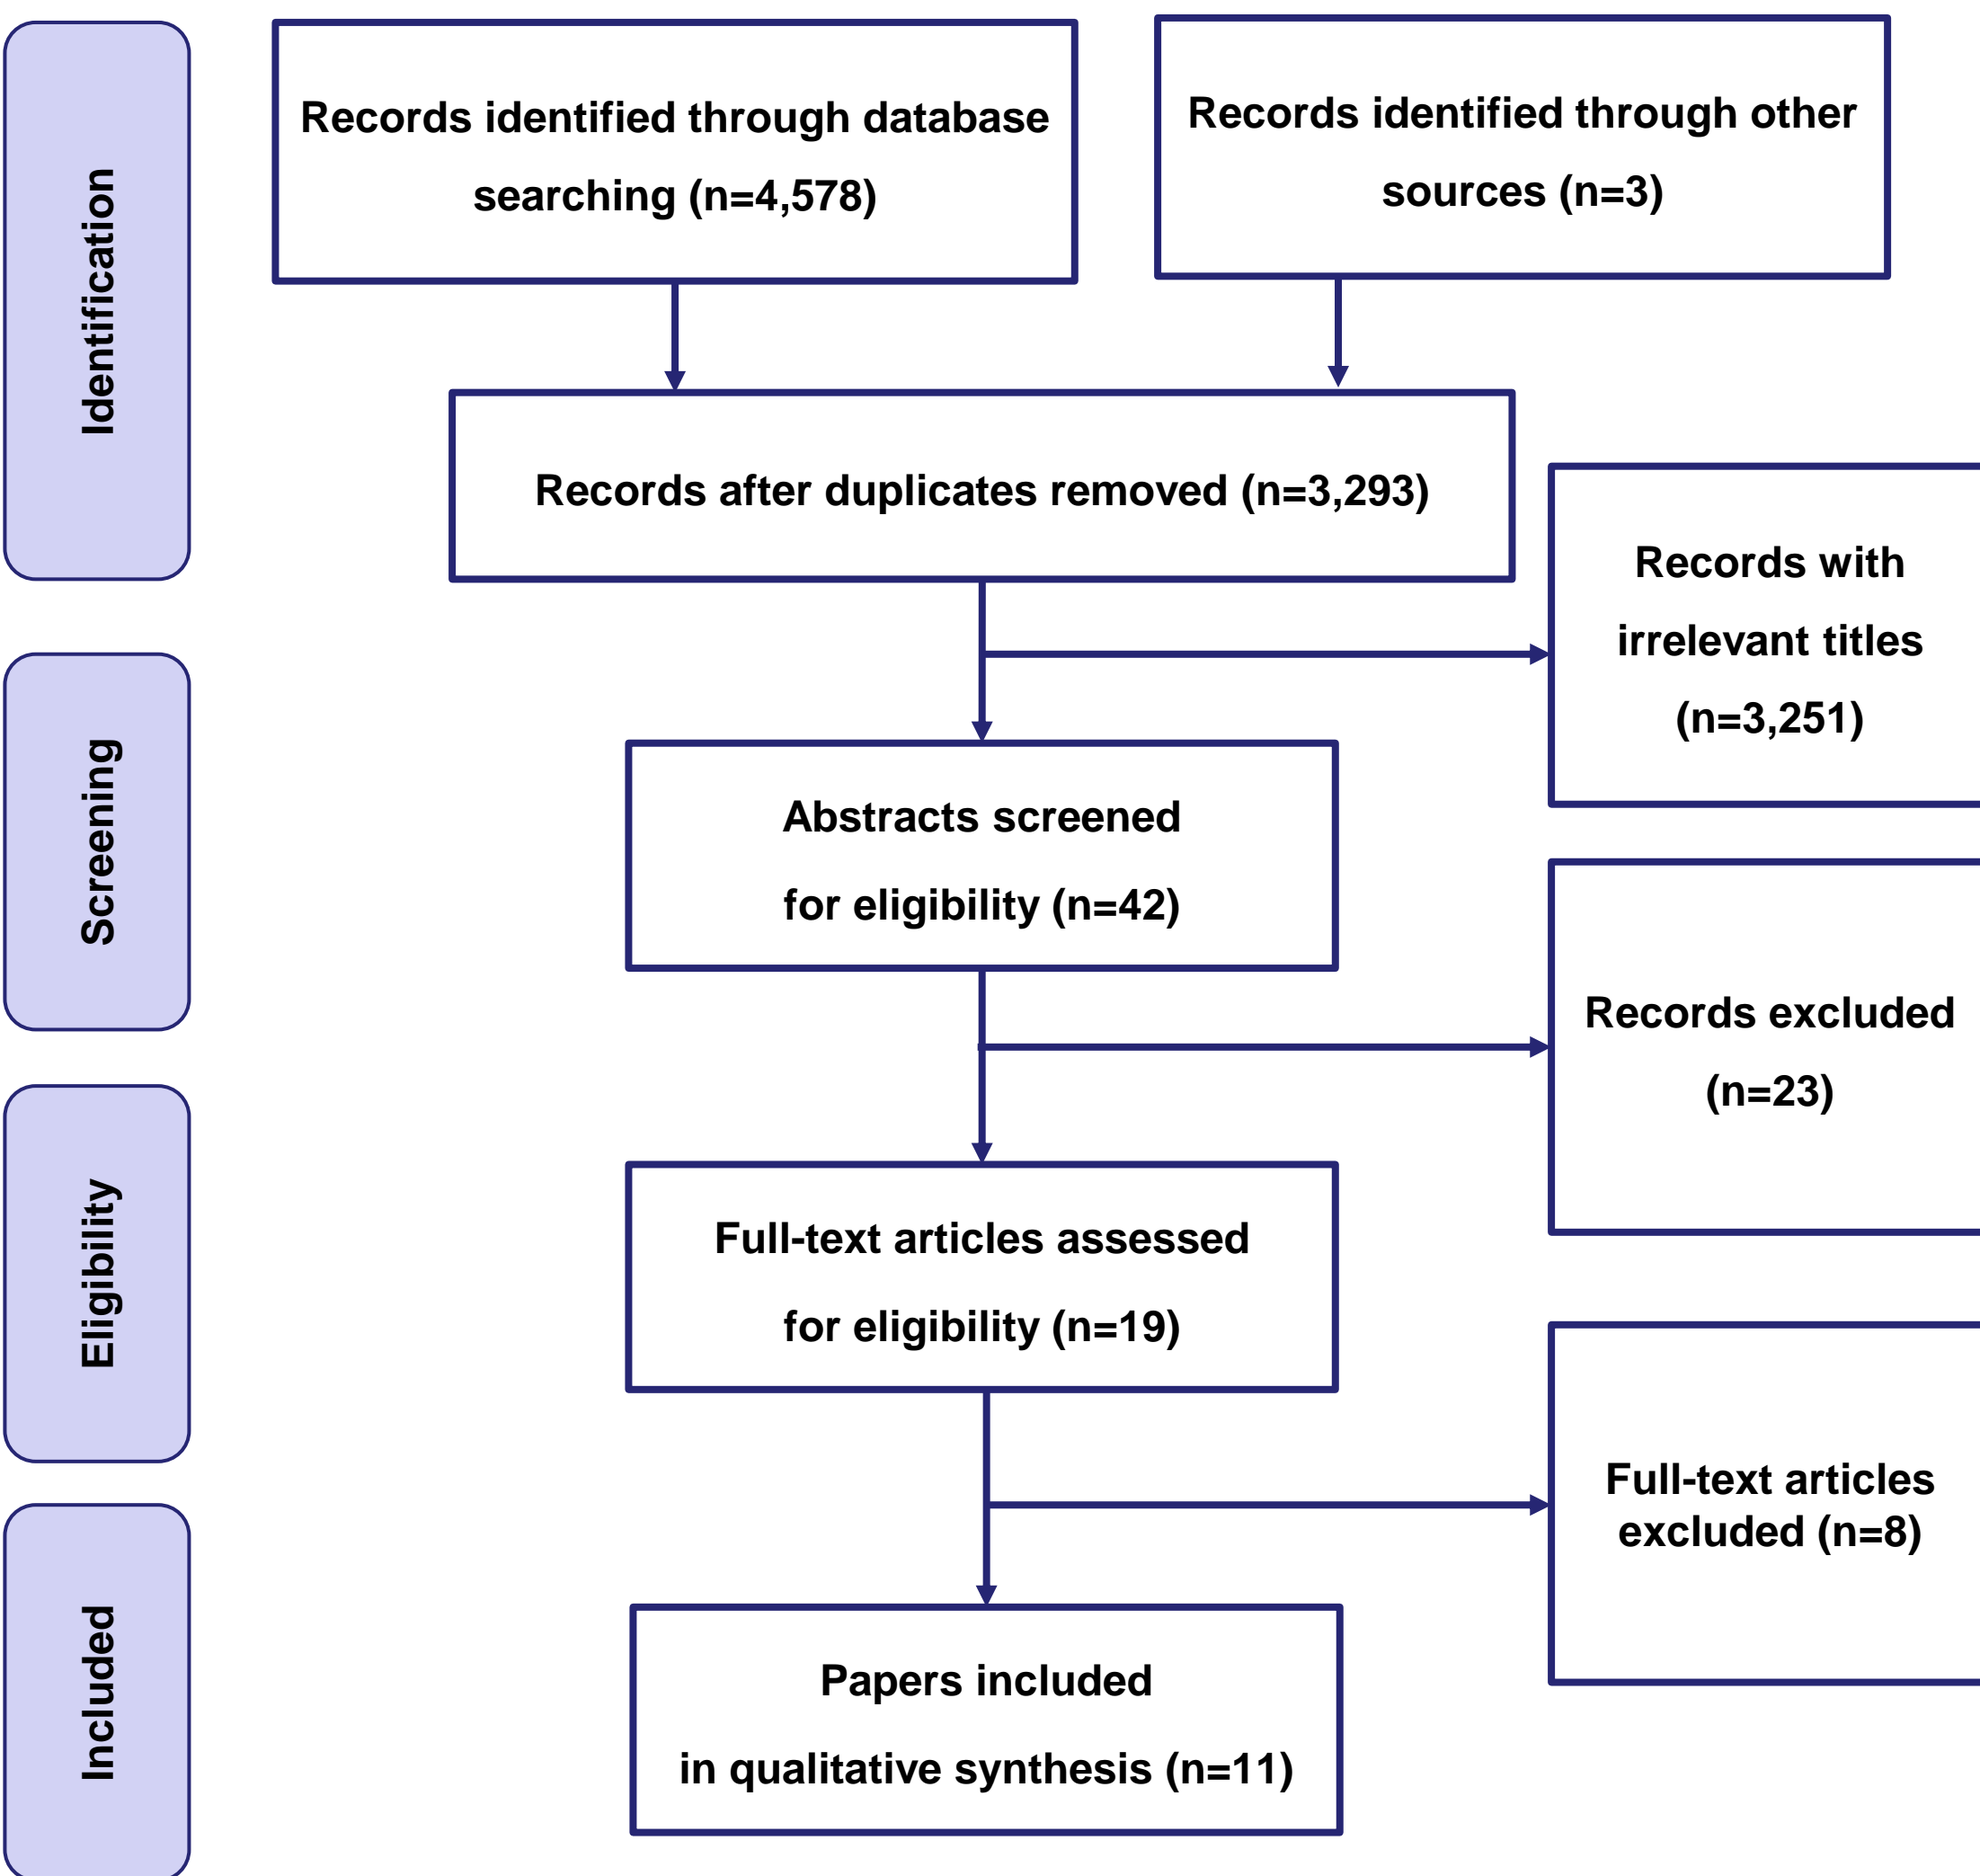 Identification
Records identified through database
searching (n=4,578)
Records identified through other
sources (n=3)
Records after duplicates removed (n=3,293)
Records with
irrelevant titles
(n=3,251)
Screening
Abstracts screened
for eligibility (n=42)
Records excluded
(n=23)
Eligibility
Full-text articles assessed
for eligibility (n=19)
Full-text articles
excluded (n=8)
Included
Papers included
in qualitative synthesis (n=11)